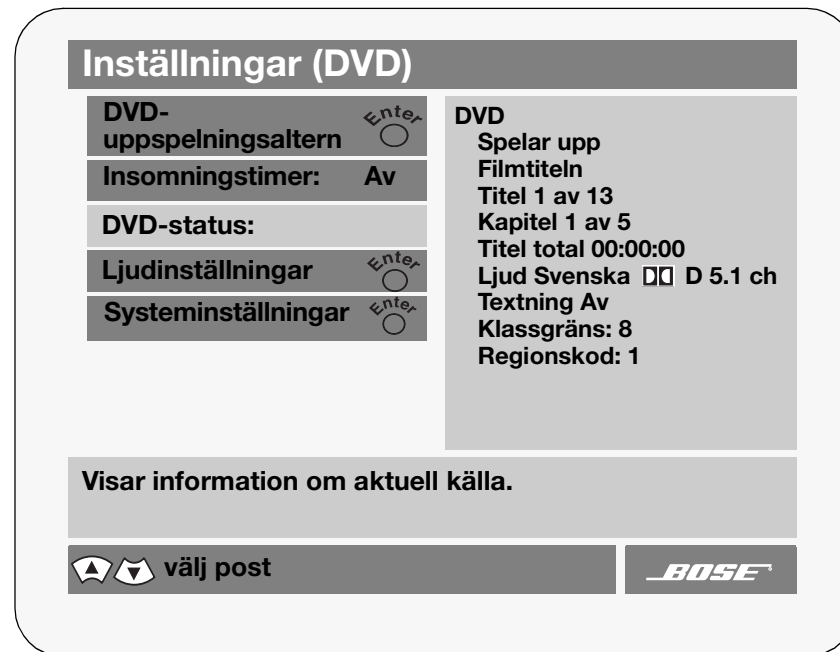 Inställningar (DVD)
DVD-
uppspelningsaltern
Enter
Insomningstimer: Av
DVD-status:
Ljudinställningar
Enter
Systeminställningar
Enter
DVD
Spelar upp
Filmtiteln
Titel 1 av 13
Kapitel 1 av 5
Titel total 00:00:00
Ljud Svenska D 5.1 ch
Textning Av
Klassgräns: 8
Regionskod: 1
Visar information om aktuell källa.
välj post
BOSE